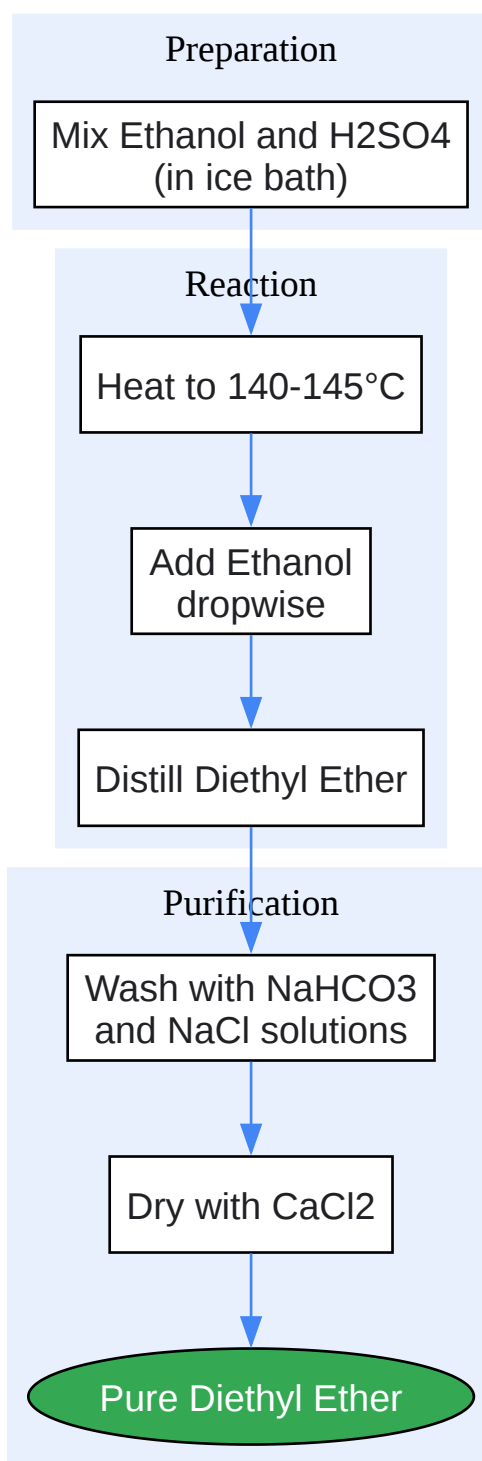 Preparation
Mix Ethanol and H2SO4
(in ice bath)
Reaction
Heat to 140-145°C
Add Ethanol
dropwise
Distill Diethyl Ether
Purification
Wash with NaHCO3
and NaCl solutions
Dry with CaCl2
Pure Diethyl Ether